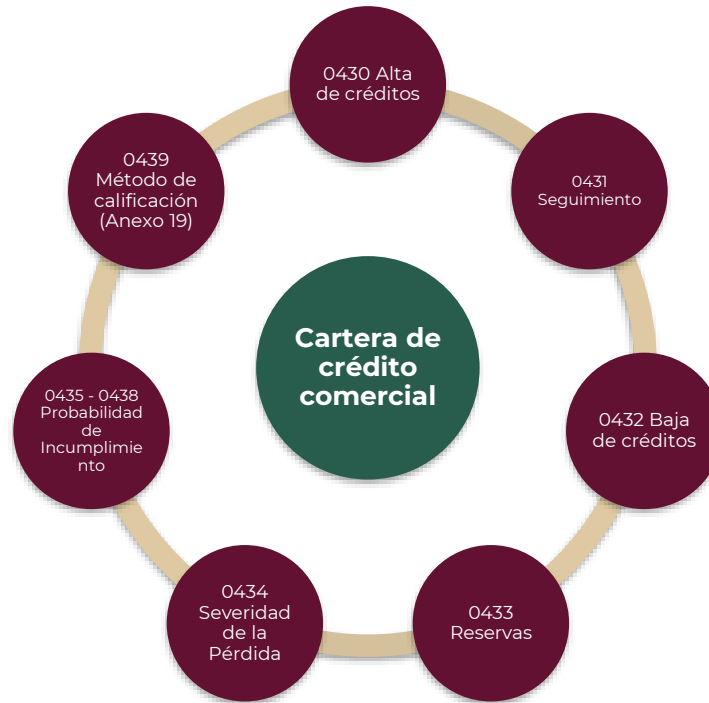 0430 Alta
de créditos
0431
Seguimiento
0432 Baja
de créditos
0433
Reservas
0434
Severidad
de la
Pérdida
0435 - 0438
Probabilidad
de
Incumplimie
nto
0439
Método de
calificación
(Anexo 19)
Cartera de
crédito
comercial